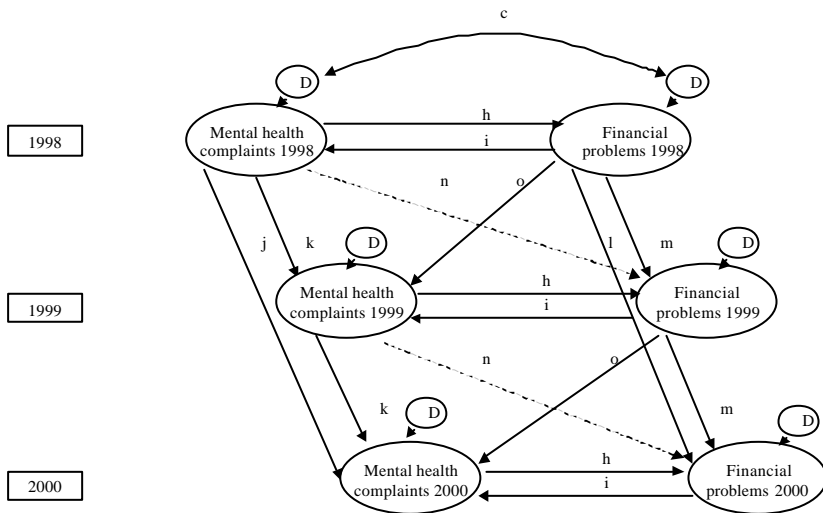 c
D
D
h
1998
Mental health
complaints 1998
i
Financial
problems 1998
n
o
j
k
D
l
m
D
1999
Mental health
complaints 1999
h
i
Financial
problems 1999
n
o
k
D
m
D
2000
Mental health
complaints 2000
h
i
Financial
problems 2000